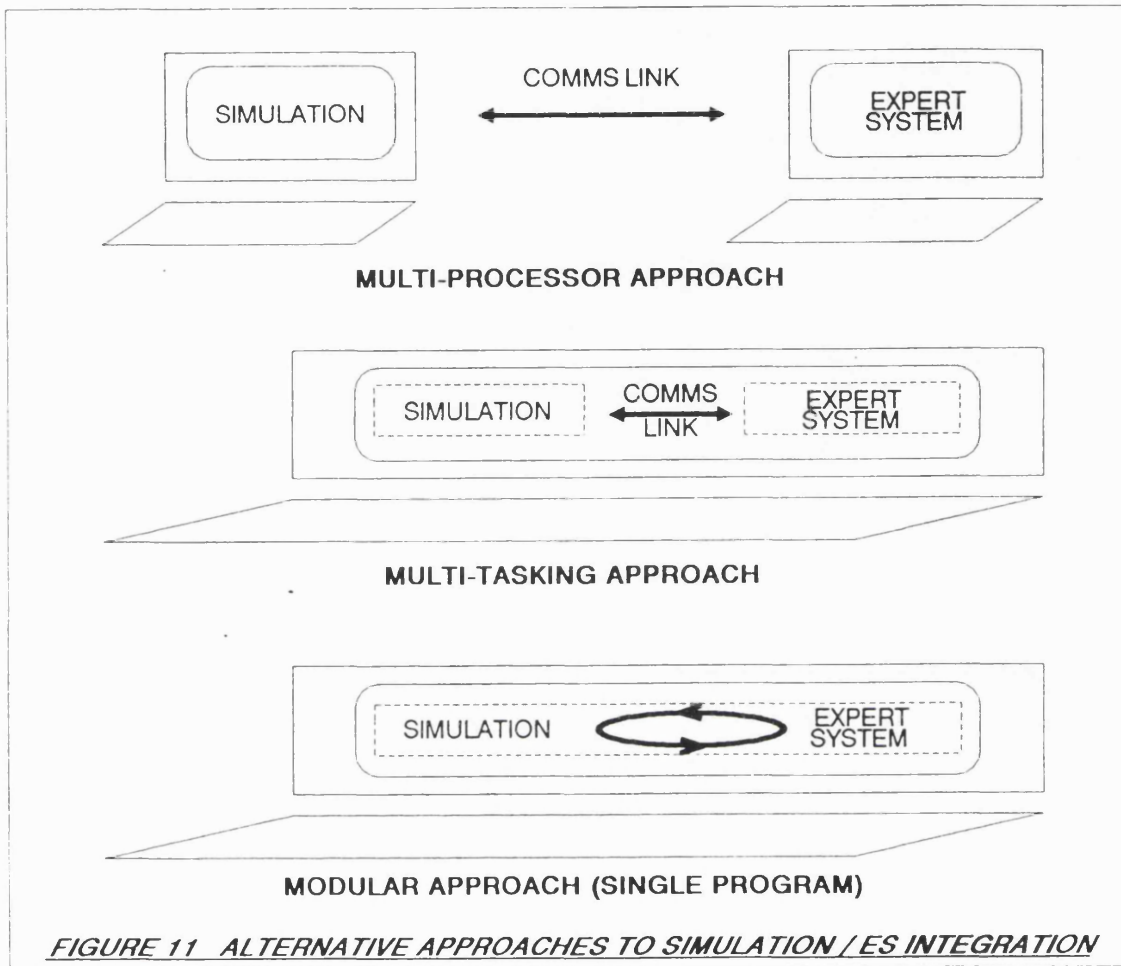 COMMS LINK
SIMULATION
EXPERT
SYSTEM
MULTI-PROCESSOR APPROACH
SIMULATION
COMMS
LINK
EXPERT
SYSTEM
MULTI-TASKING APPROACH
SIMULATION
EXPERT
SYSTEM
MODULAR APPROACH (SINGLE PROGRAM)
FIGURE 11 ALTERNATIVE APPROACHES TO SIMULATION / ES INTEGRATION